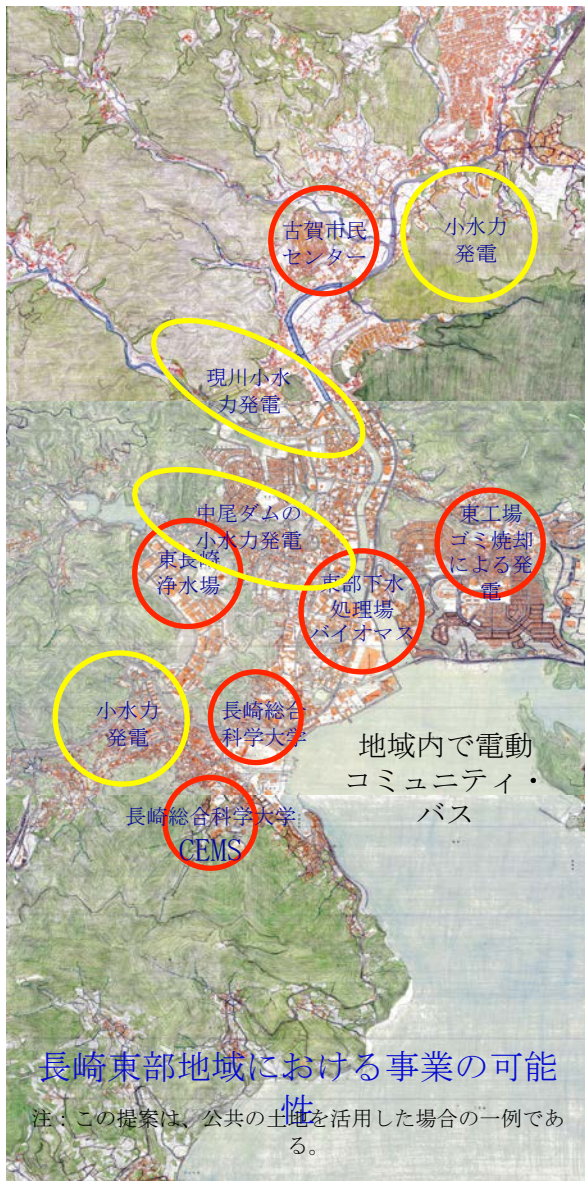 古賀市民
センター
小水力
発電
現川小水
力発電
中尾ダムの
小水力発電
東長崎
浄水場
東工場
ゴミ焼却
による発
電
東部下水
処理場
バイオマス
小水力
発電
長崎総合
科学大学
地域内で電動
コミュニティ・
バス
長崎総合科学大学
CEMS
長崎東部地域における事業の可能
性
注：この提案は、公共の土地を活用した場合の一例であ
る。